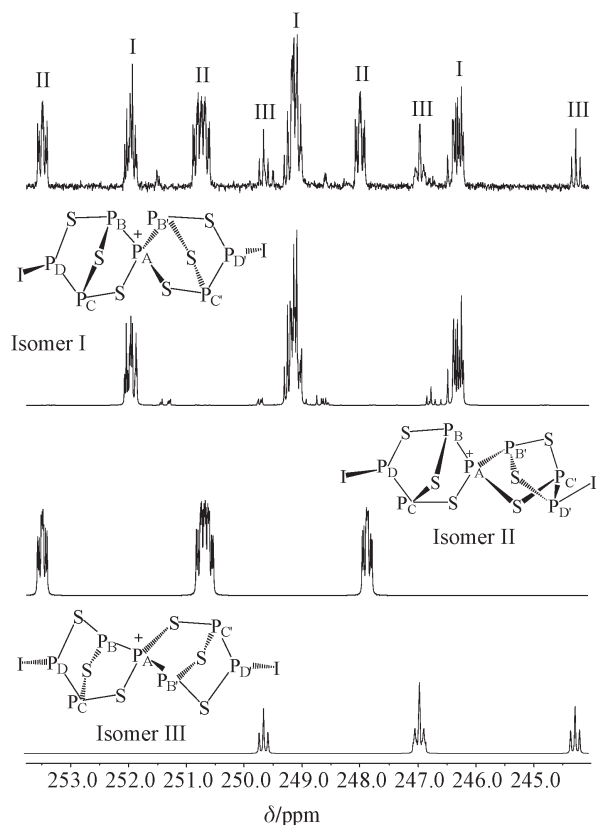 I
I
II II II I
III III III
S P_B + P_B' S
S P_A S P_D' I
I P_D
P_C S S P_C'
Isomer I
S P_B P_B' S
I P_D S + P_A S P_C' I
P_C S S P_D'
Isomer II
S + S P_C'
P_B P_A S
I P_D S P_B' P_D' I
P_C S S
Isomer III
253.0 252.0 251.0 250.0 249.0 248.0 247.0 246.0 245.0
δ/ppm